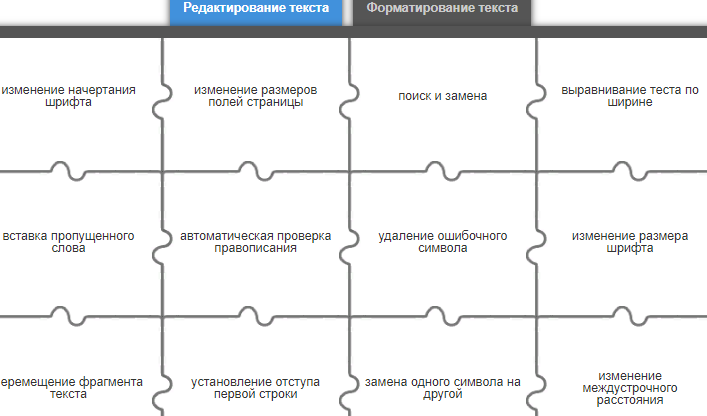 Редактирование текста
Форматирование текста
изменение начертания
шрифта
изменение размеров
полей страницы
поиск и замена
выравнивание теста по
ширине
вставка пропущенного
слова
автоматическая проверка
правописания
удаление ошибочного
символа
изменение размера
шрифта
еремещение фрагмента
текста
установление отступа
первой строки
замена одного символа на
другой
изменение
междустрочного
расстояния